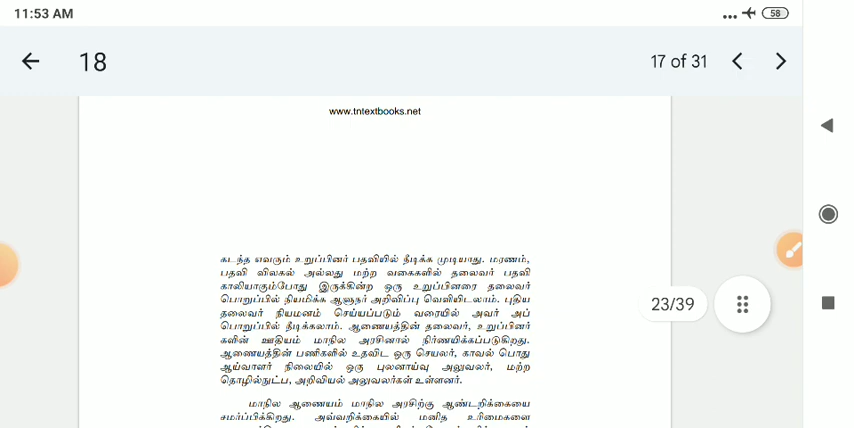 11:53 AM
58
18
17 of 31
www.tntextbooks.net
கடந்த எவரும் உறுப்பினர் பதவியில் நீடிக்க முடியாது. மரணம்,
பதவி விலகல் அல்லது மற்ற வகைகளில் தலைவர் பதவி
காலியாகும்போது இருக்கின்ற ஒரு உறுப்பினரை தலைவர்
பொறுப்பில் நியமிக்க ஆளுநர் அறிவிப்பு வெளியிடலாம். புதிய
தலைவர் நியமனம் செய்யப்படும் வரையில் அவர் அப்
பொறுப்பில் நீடிக்கலாம். ஆணையத்தின் தலைவர், உறுப்பினர்
களின் ஊதியம் மாநில அரசினால் நிர்ணயிக்கப்படுகிறது.
ஆணையத்தின் பணிகளில் உதவிட ஒரு செயலர், காவல் பொது
ஆய்வாளர் நிலையில் ஒரு புலனாய்வு அலுவலர், மற்ற
தொழில்நுட்ப, அறிவியல் அலுவலர்கள் உள்ளனர்.
23/39
மாநில ஆணையம் மாநில அரசிற்கு ஆண்டறிக்கையை
சமர்ப்பிக்கிறது. அவ்வறிக்கையில் மனித உரிமைகளை